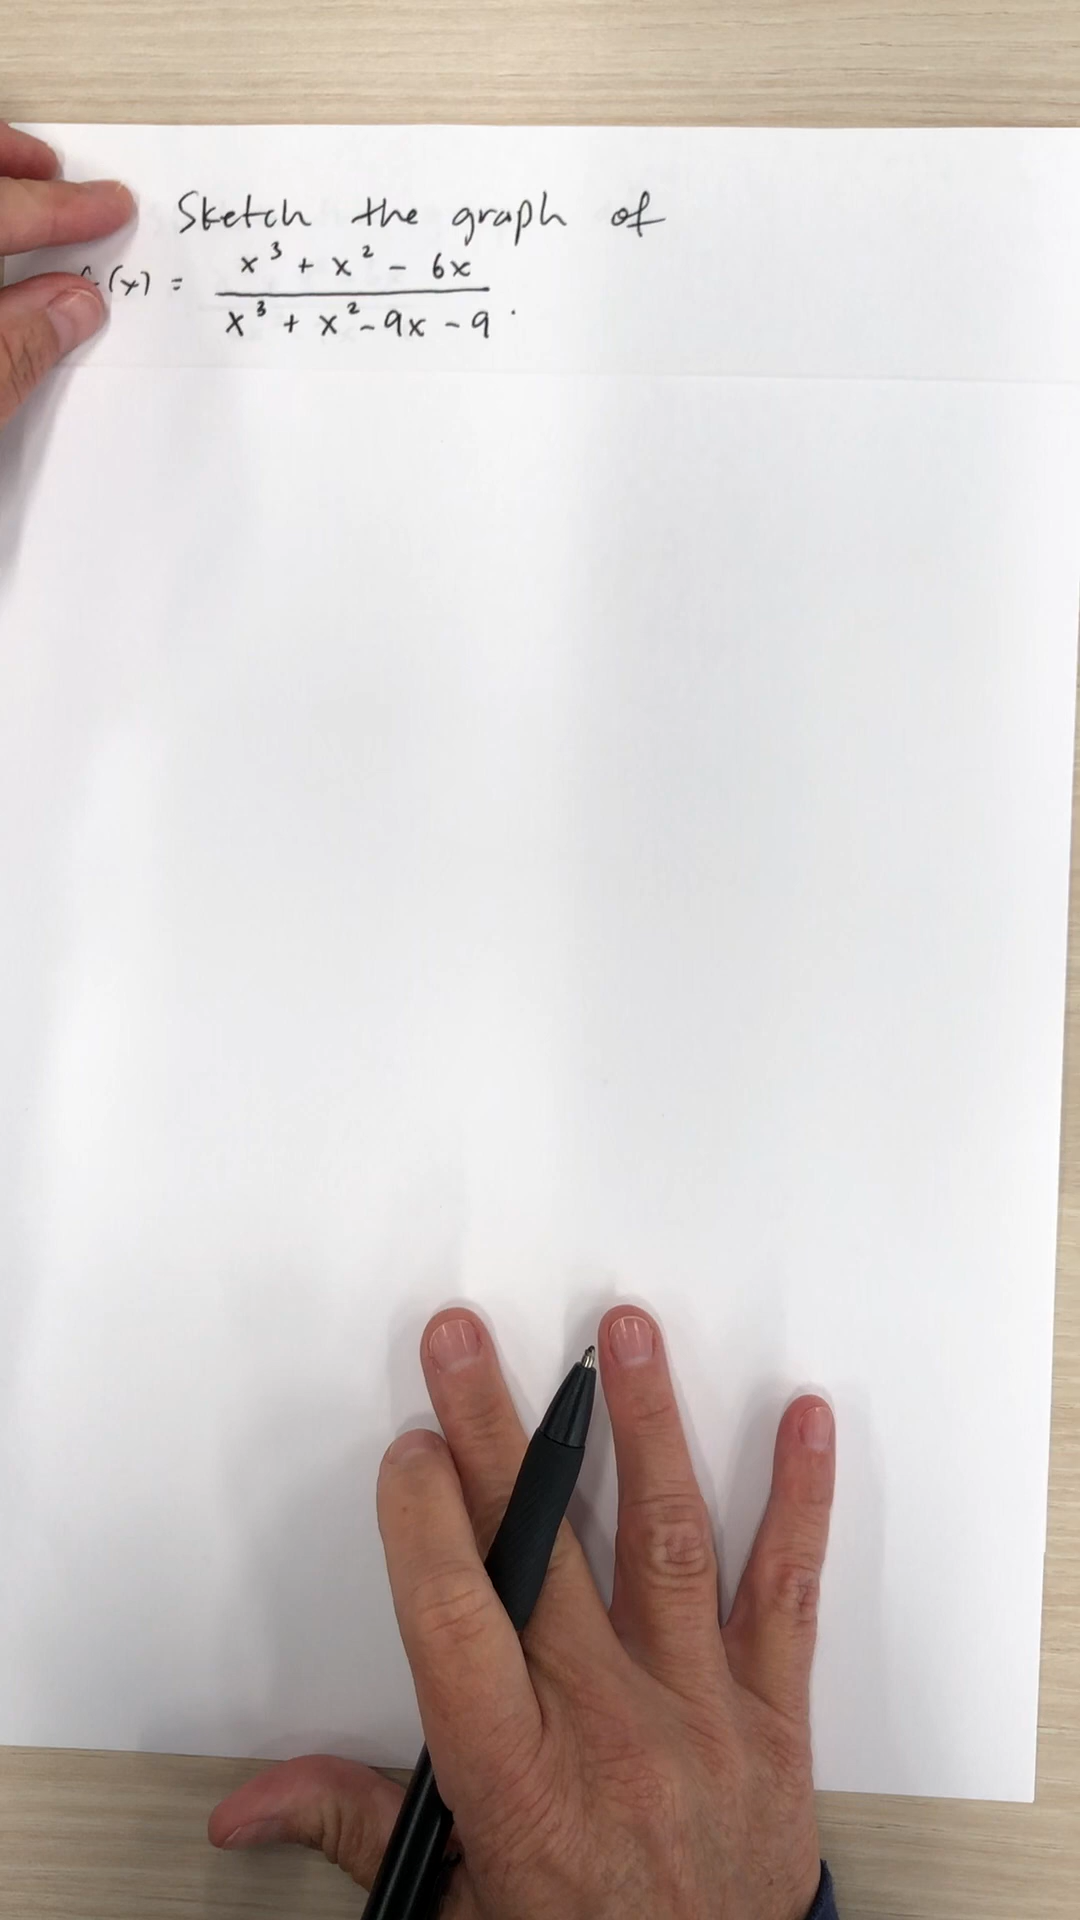 Sketch the graph of
(x) = x³ + x² - 6x
x³ + x² - 9x - 9 .